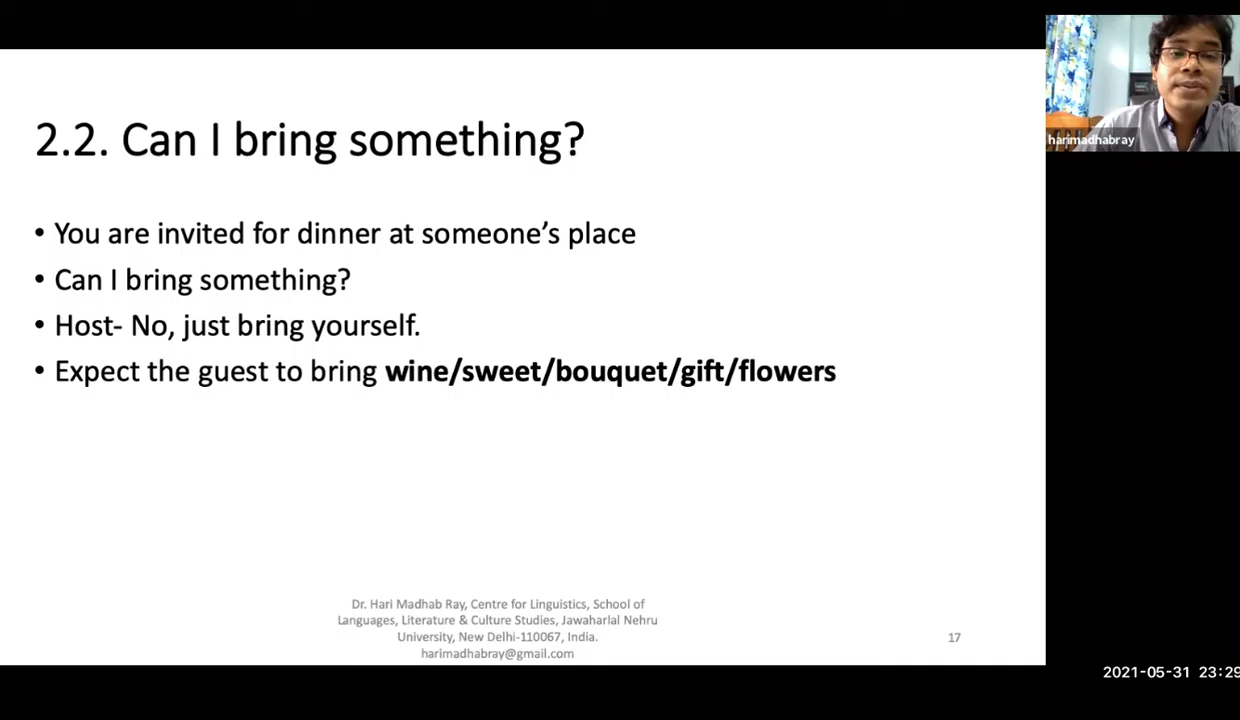 2.2. Can I bring something?
• You are invited for dinner at someone's place
• Can I bring something?
• Host- No, just bring yourself.
• Expect the guest to bring wine/sweet/bouquet/gift/flowers
Dr. Hari Madhab Ray, Centre for Linguistics, School of
Languages, Literature & Culture Studies, Jawaharlal Nehru
University, New Delhi-110067, India.
harimadhabray@gmail.com
17
harimadhabray
2021-05-31 23:29